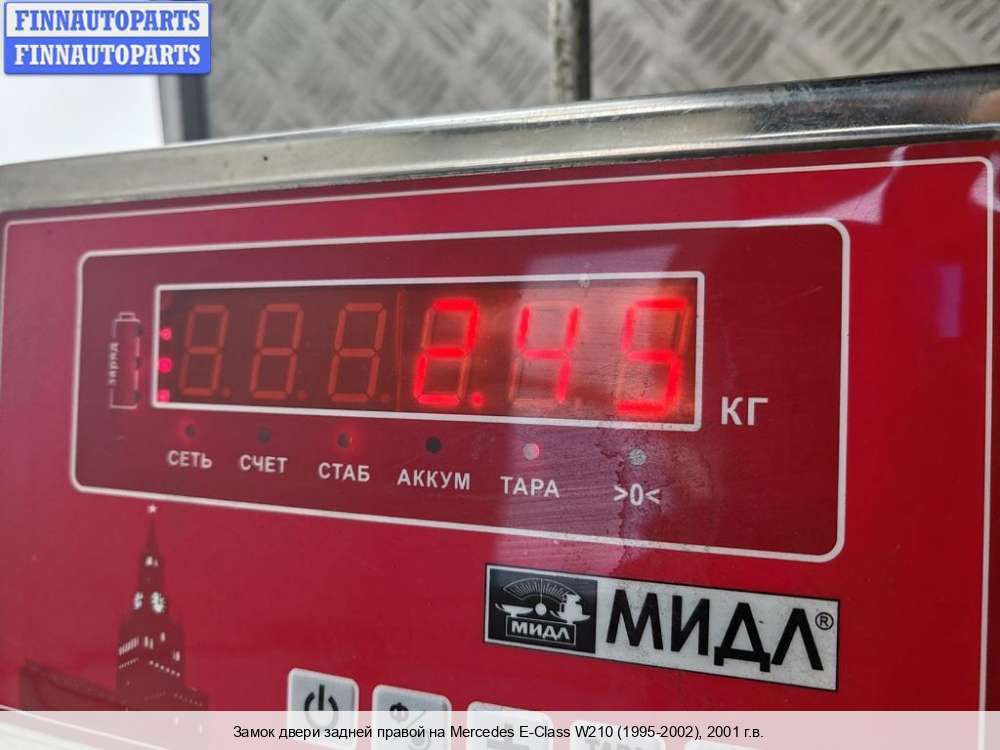 FINNAUTOPARTS
FINNAUTOPARTS
заряд
2.45
КГ
СЕТЬ СЧЕТ СТАБ АККУМ ТАРА >0<
МИДЛ
МИДЛ®
Замок двери задней правой на Mercedes E-Class W210 (1995-2002), 2001 г.в.